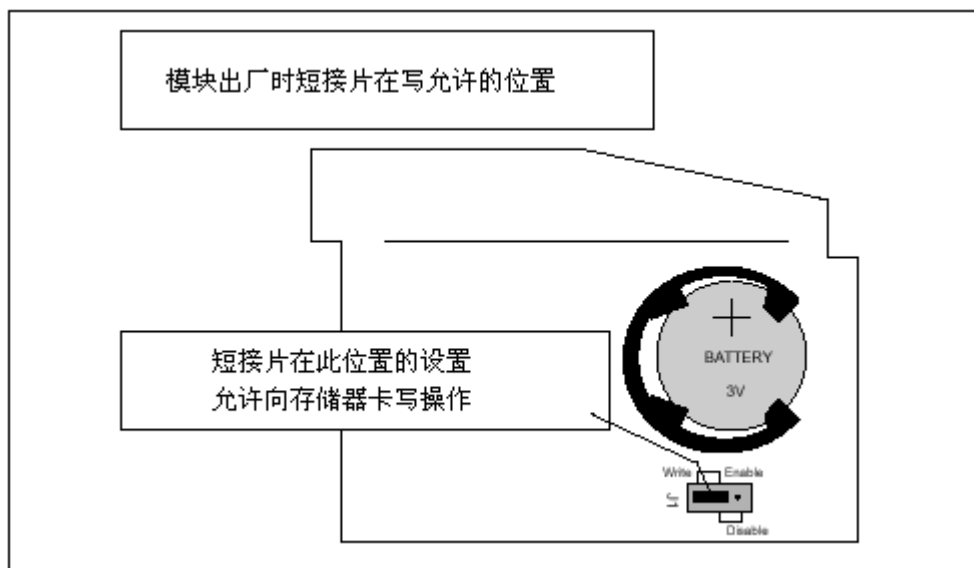 模块出厂时短接片在写允许的位置
短接片在此位置的设置
允许向存储器卡写操作
BATTERY
3V
Write Enable
J1
Disable